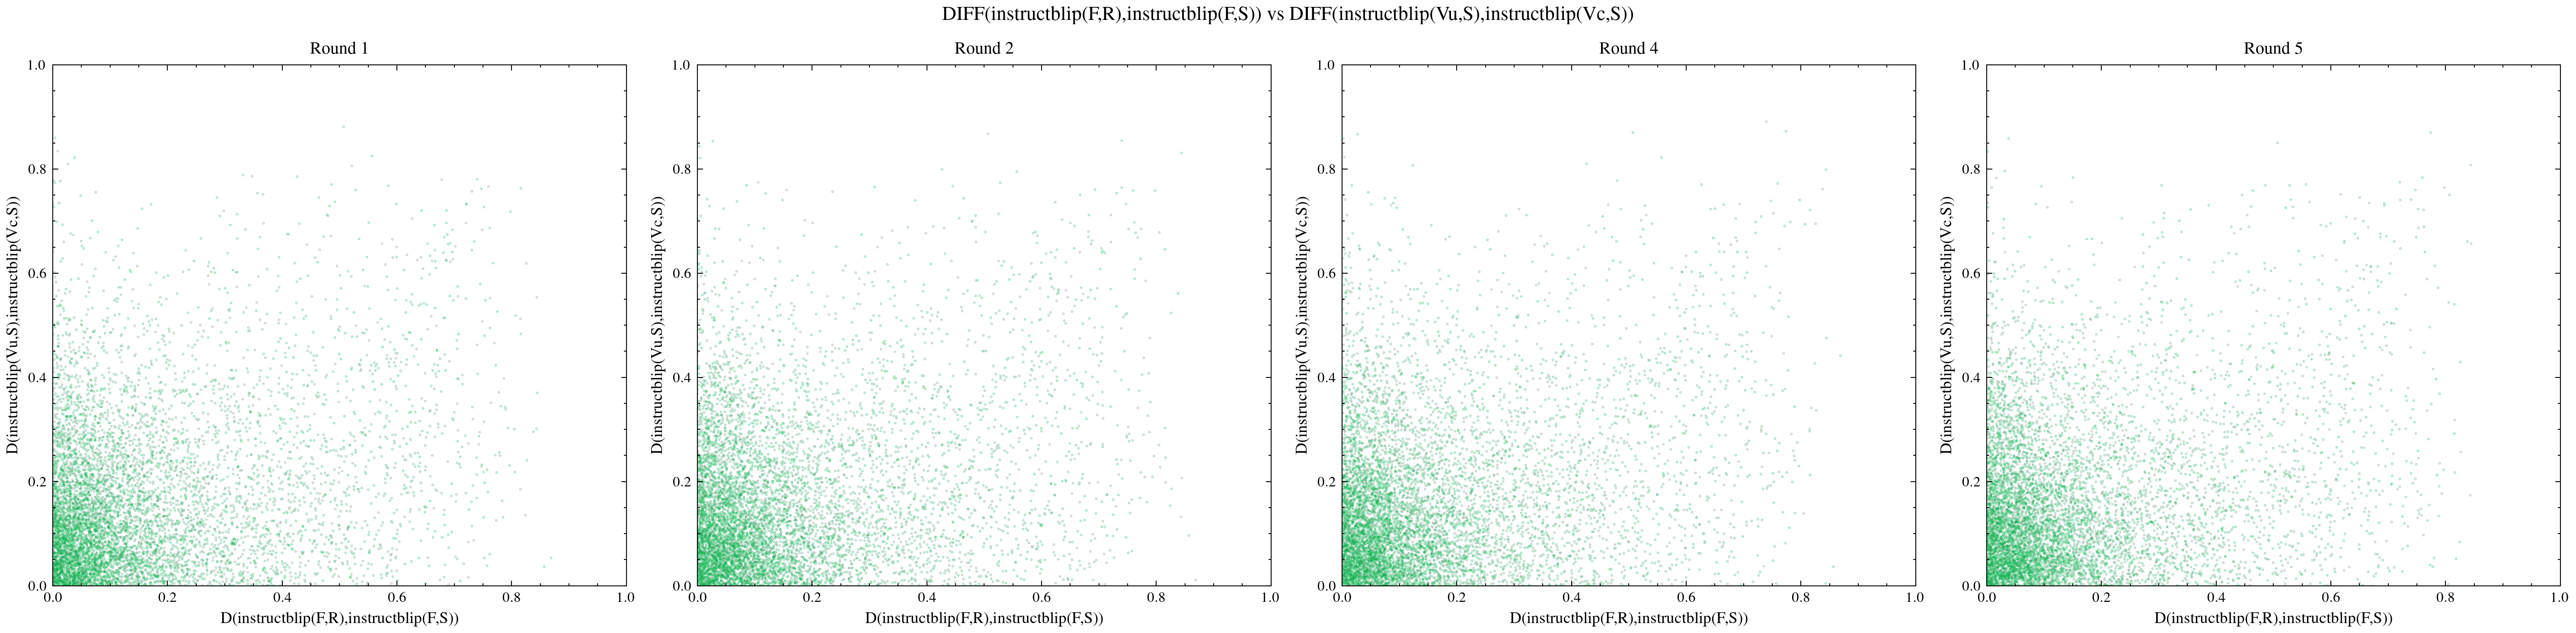 DIFF(instructblip(F,R),instructblip(F,S)) vs DIFF(instructblip(Vu,S),instructblip(Vc,S))
Round 1
D(instructblip(Vu,S),instructblip(Vc,S))
1.0
0.8
0.6
0.4
0.2
0.0
0.0 0.2 0.4 0.6 0.8 1.0
D(instructblip(F,R),instructblip(F,S))
Round 2
D(instructblip(Vu,S),instructblip(Vc,S))
1.0
0.8
0.6
0.4
0.2
0.0
0.0 0.2 0.4 0.6 0.8 1.0
D(instructblip(F,R),instructblip(F,S))
Round 4
D(instructblip(Vu,S),instructblip(Vc,S))
1.0
0.8
0.6
0.4
0.2
0.0
0.0 0.2 0.4 0.6 0.8 1.0
D(instructblip(F,R),instructblip(F,S))
Round 5
D(instructblip(Vu,S),instructblip(Vc,S))
1.0
0.8
0.6
0.4
0.2
0.0
0.0 0.2 0.4 0.6 0.8 1.0
D(instructblip(F,R),instructblip(F,S))